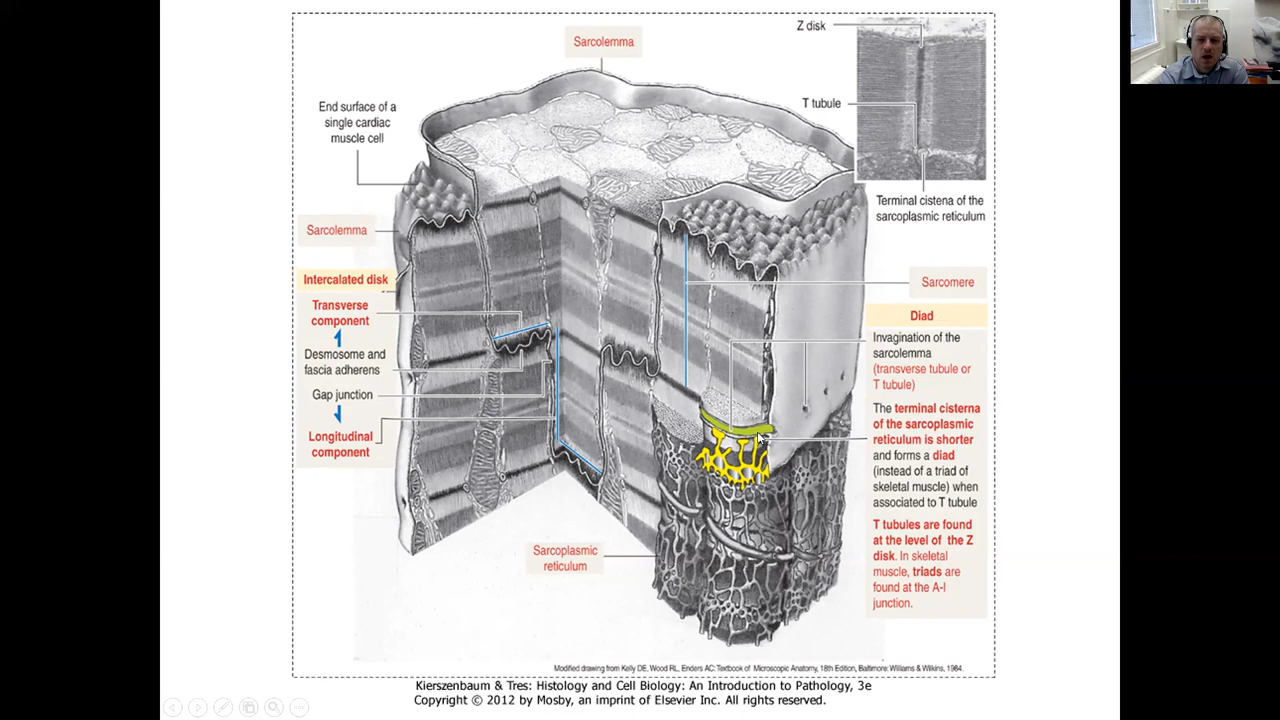 Sarcolemma
Z disk
T tubule
Terminal cistena of the
sarcoplasmic reticulum
End surface of a
single cardiac
muscle cell
Sarcolemma
Intercalated disk
Transverse
component
Desmosome and
fascia adherens
Gap junction
Longitudinal
component
Sarcomere
Diad
Invagination of the
sarcolemma
(transverse tubule or
T tubule)
The terminal cisterna
of the sarcoplasmic
reticulum is shorter
and forms a diad
(instead of a triad of
skeletal muscle) when
associated to T tubule
T tubules are found
at the level of the Z
disk. In skeletal
muscle, triads are
found at the A-I
junction.
Sarcoplasmic
reticulum
Modified drawing from Kelly DE, Wood RL, Enders AC: Textbook of Microscopic Anatomy, 18th Edition, Baltimore: Williams & Wilkins, 1984.
Kierszenbaum & Tres: Histology and Cell Biology: An Introduction to Pathology, 3e
Copyright © 2012 by Mosby, an imprint of Elsevier Inc. All rights reserved.